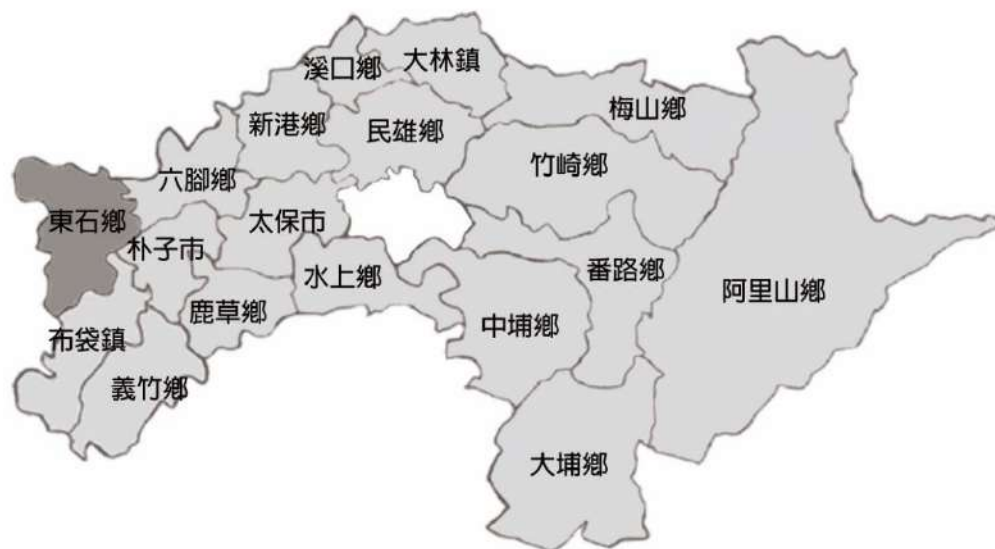 溪口鄉
大林鎮
梅山鄉
新港鄉
民雄鄉
竹崎鄉
六腳鄉
東石鄉
太保市
朴子市
水上鄉
番路鄉
阿里山鄉
鹿草鄉
中埔鄉
布袋鎮
義竹鄉
大埔鄉